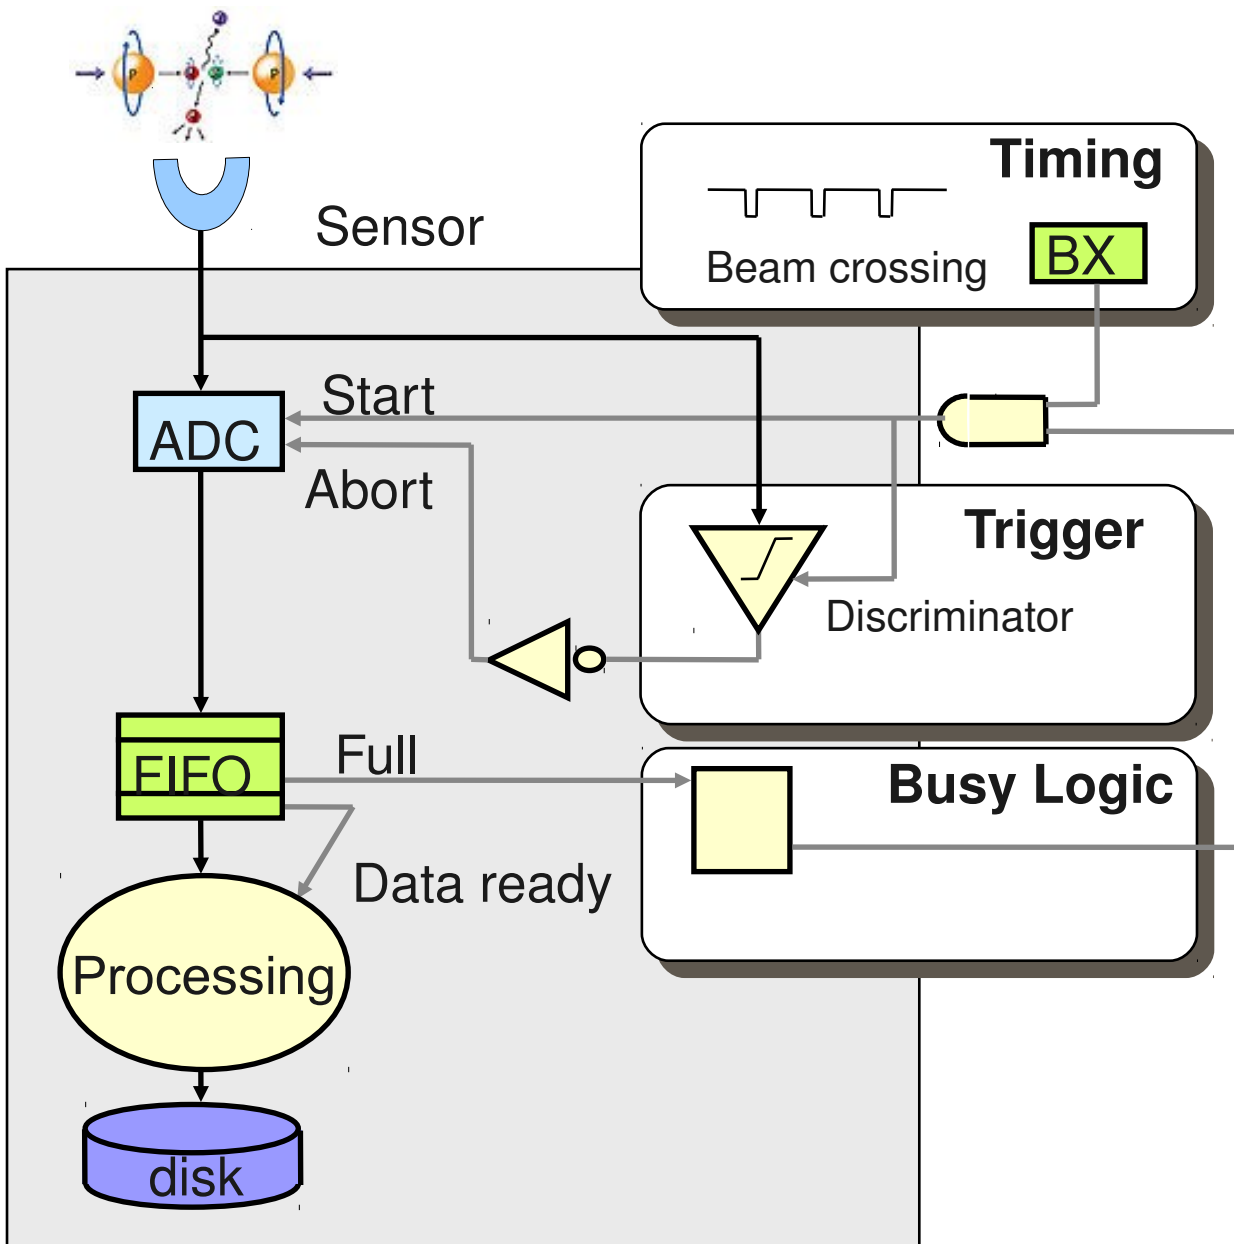 P
P
Timing
Sensor
Beam crossing
BX
Start
ADC
Abort
Trigger
Discriminator
Full
FIFO
Busy Logic
Data ready
Processing
disk